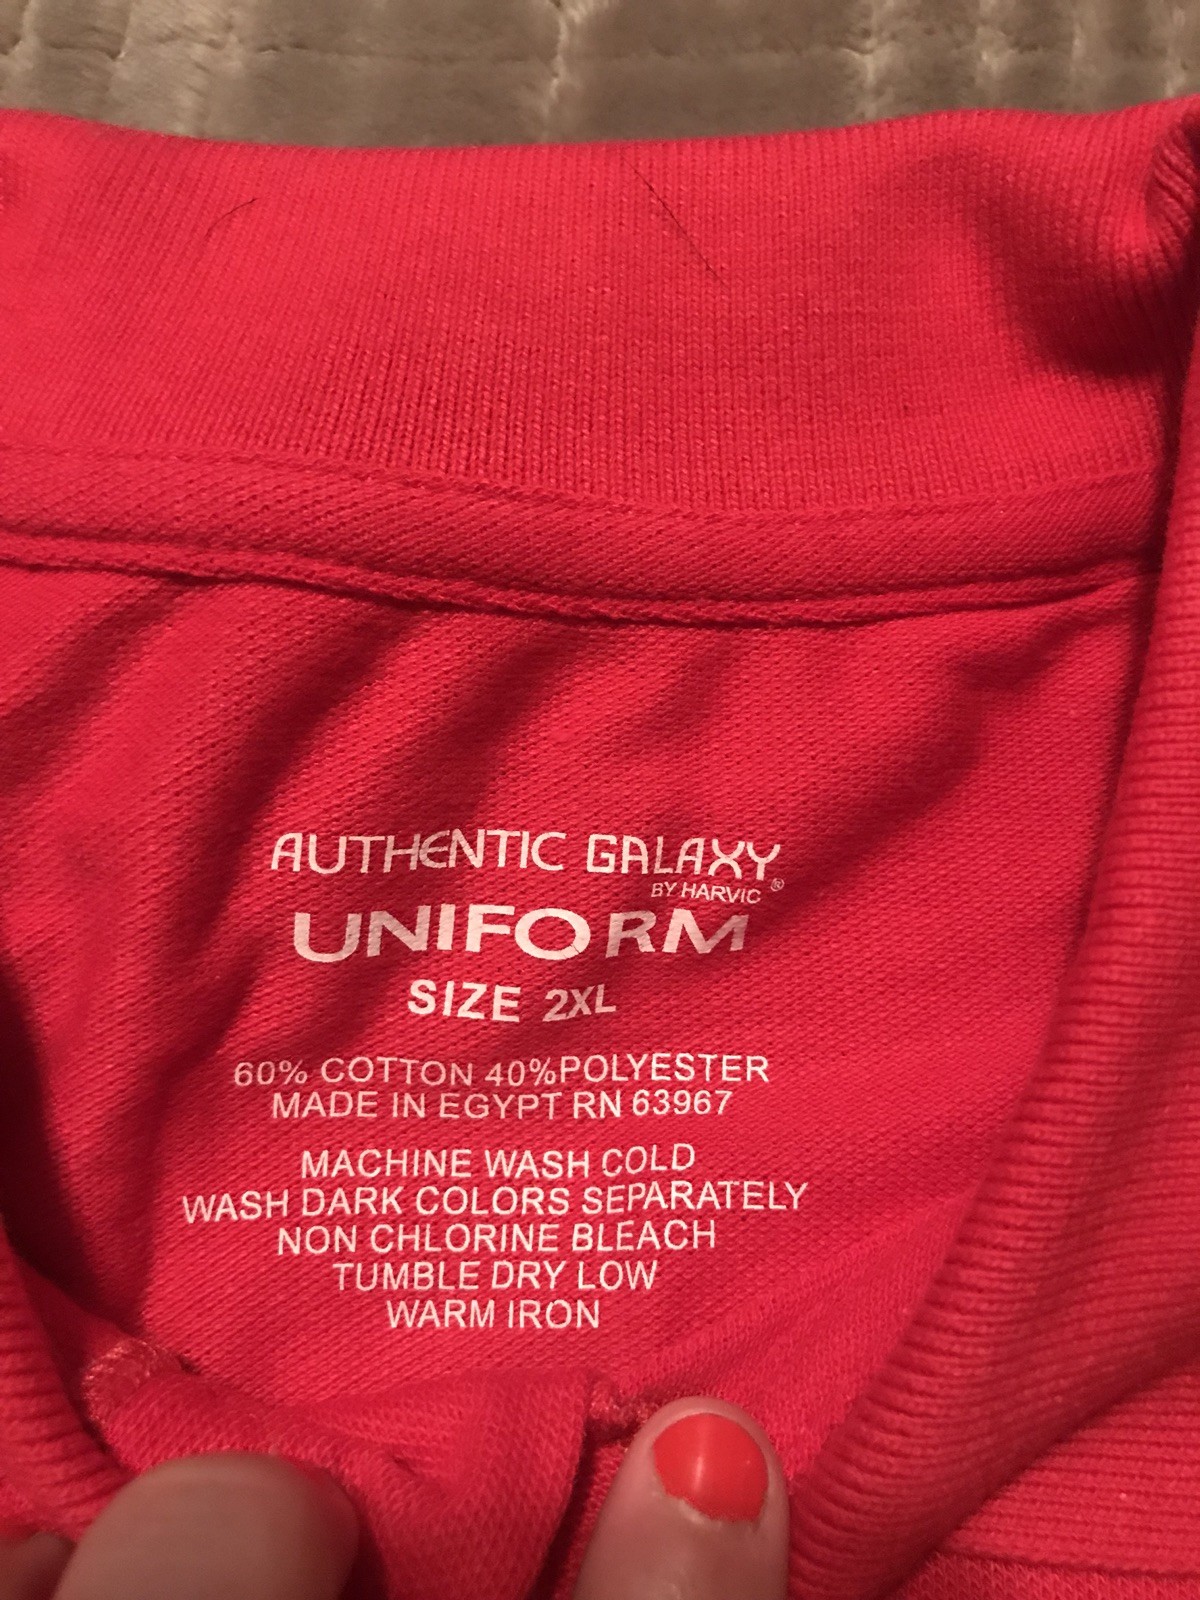 AUTHENTIC GALAXY
BY HARVIC®
UNIFORM
SIZE 2XL
60% COTTON 40%POLYESTER
MADE IN EGYPT RN 63967
MACHINE WASH COLD
WASH DARK COLORS SEPARATELY
NON CHLORINE BLEACH
TUMBLE DRY LOW
WARM IRON